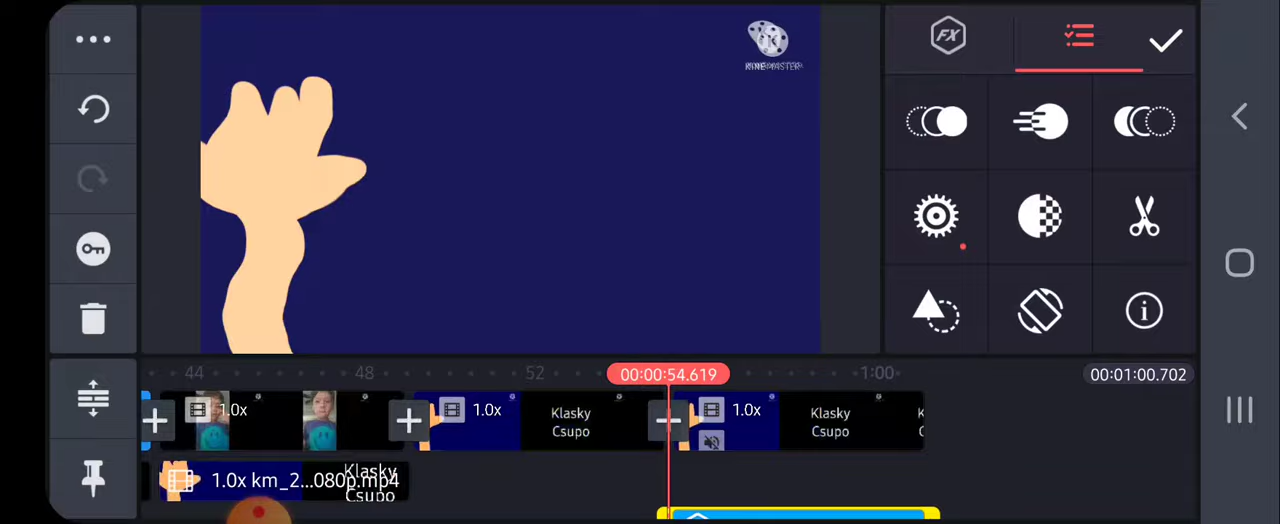 FX
KINEMASTER
44
48
52
00:00:54.619
1:00
00:01:00.702
1.0x
1.0x
Klasky
Csupo
1.0x
Klasky
Csupo
1.0x km_2...080p.mp4
Klasky
Csupo